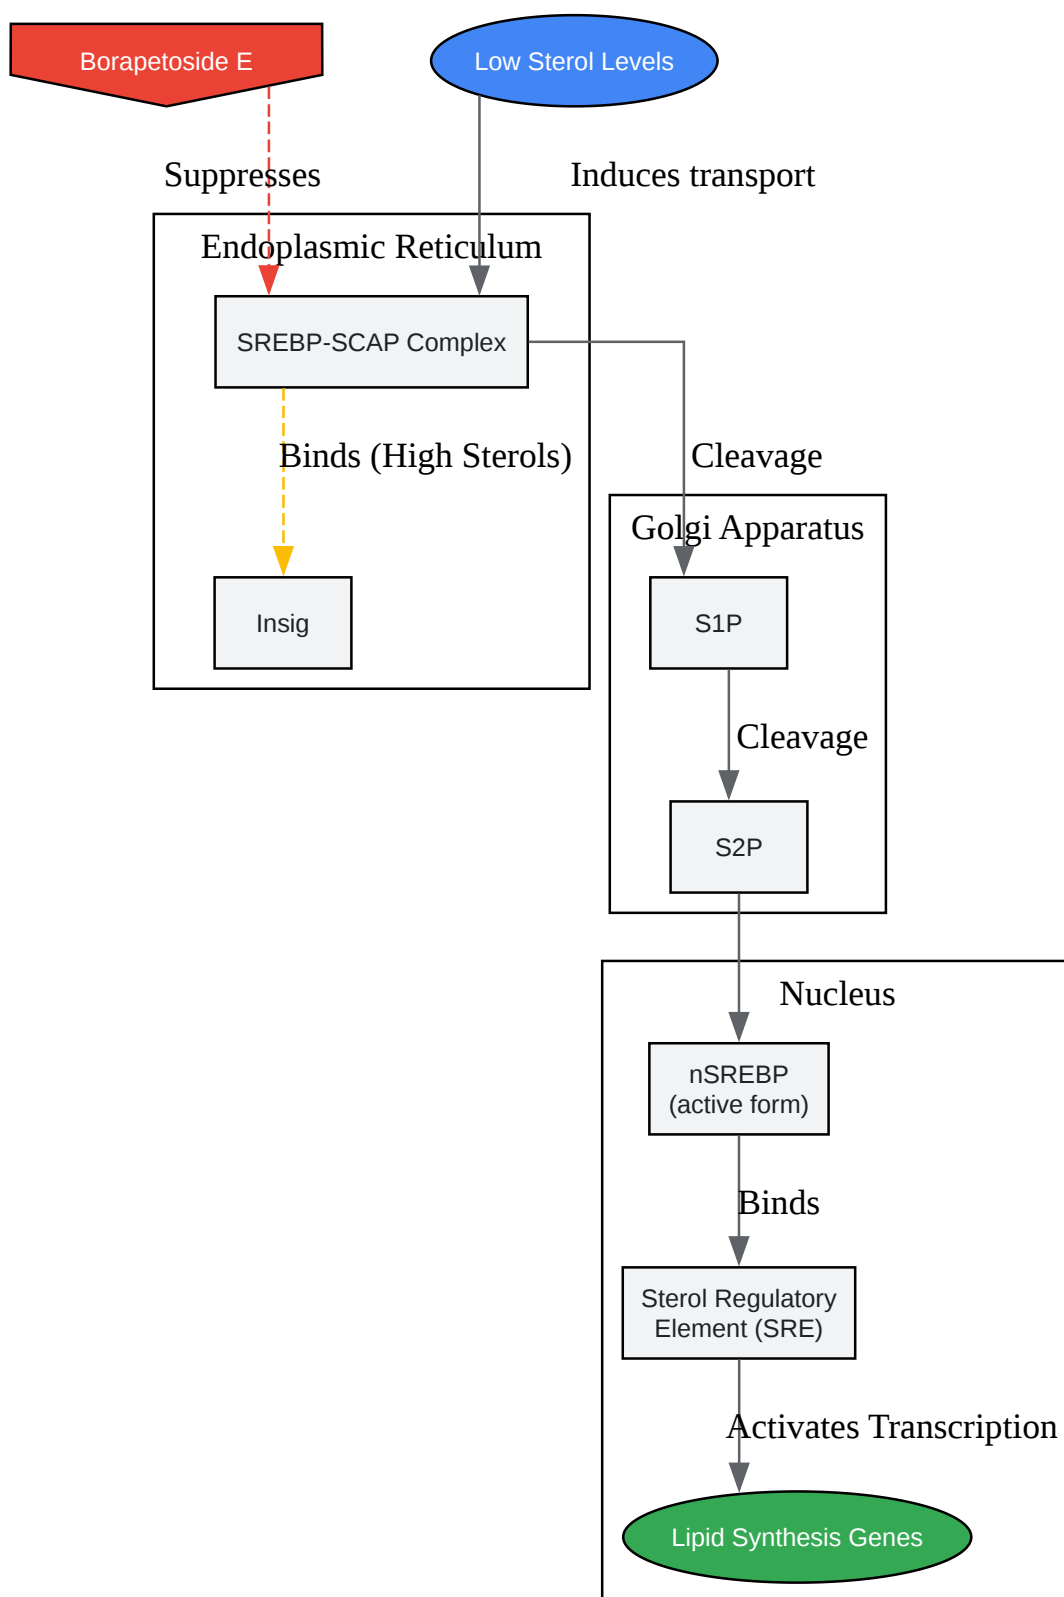 Borapetoside E
Low Sterol Levels
Suppresses
Induces transport
Endoplasmic Reticulum
SREBP-SCAP Complex
Binds (High Sterols)
Cleavage
Golgi Apparatus
Insig
S1P
Cleavage
S2P
Nucleus
nSREBP
(active form)
Binds
Sterol Regulatory
Element (SRE)
Activates Transcription
Lipid Synthesis Genes